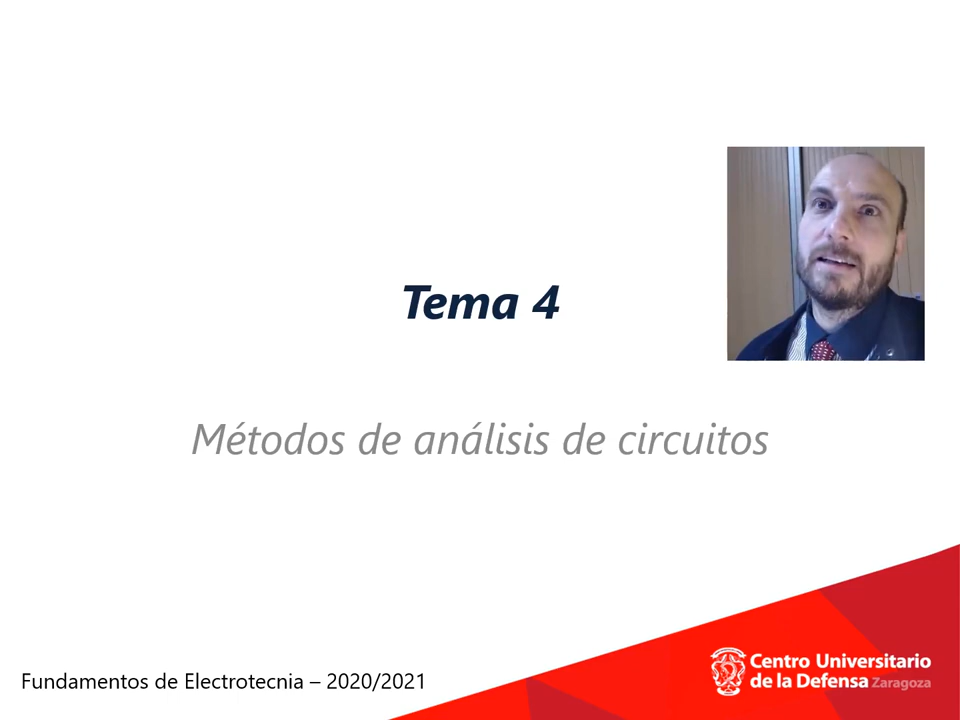 Tema 4
Métodos de análisis de circuitos
Fundamentos de Electrotecnia – 2020/2021
Centro Universitario
de la Defensa Zaragoza